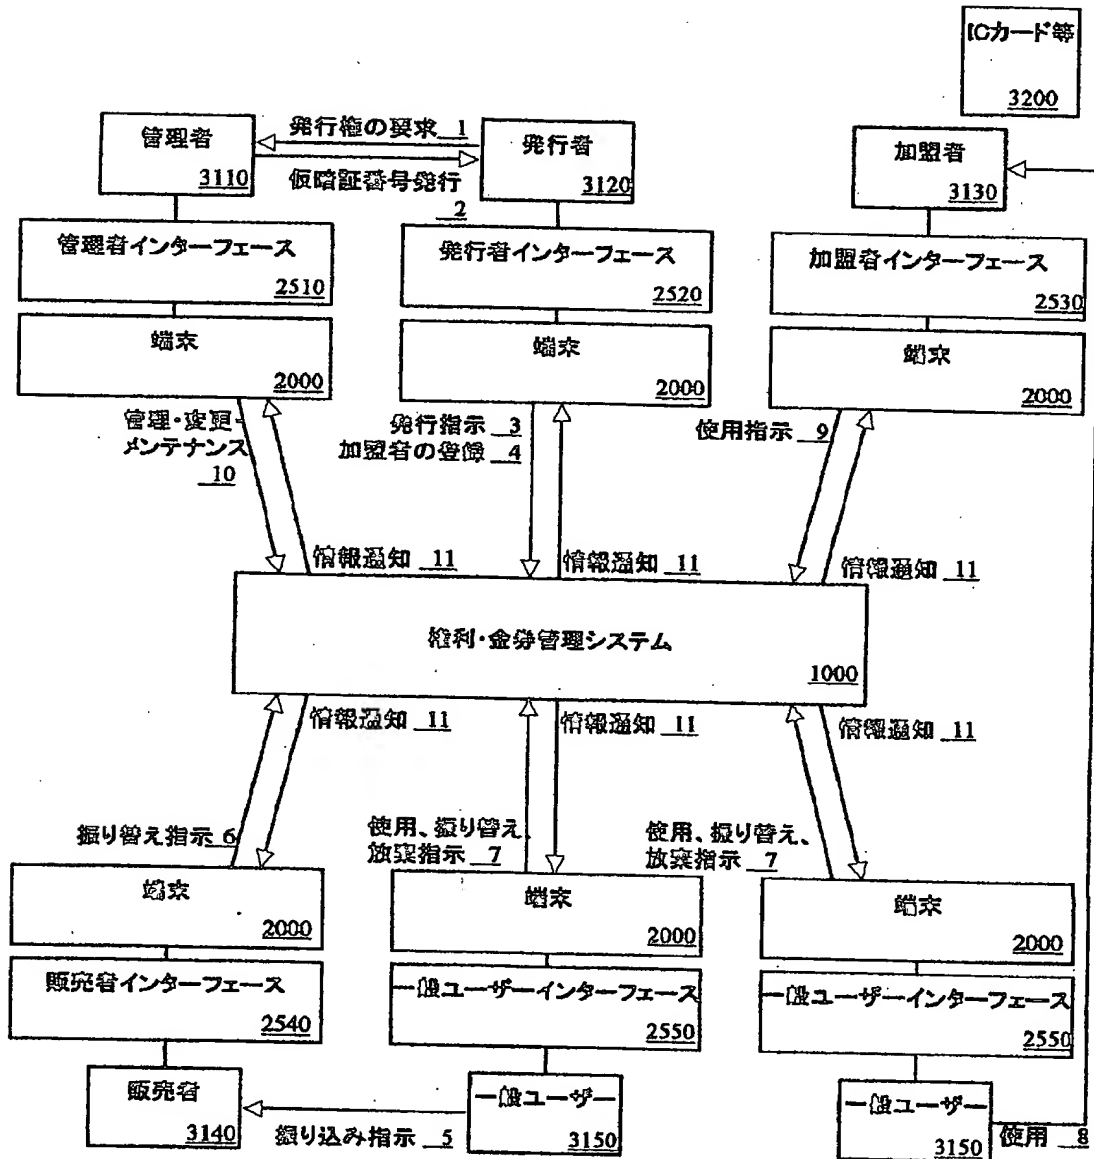 ICカード等
3200
管理者
3110
発行権の要求 1
仮暗証番号発行
2
発行者
3120
加盟者
3130
管理者インターフェース
2510
発行者インターフェース
2520
加盟者インターフェース
2530
端末
2000
端末
2000
端末
2000
管理・変更・
メンテナンス
10
発行指示 3
加盟者の登録 4
使用指示 9
情報通知 11
情報通知 11
情報通知 11
権利・金券管理システム
1000
情報通知 11
情報通知 11
情報通知 11
振り替え指示 6
使用、振り替え、
放棄指示 7
使用、振り替え、
放棄指示 7
端末
2000
端末
2000
端末
2000
販売者インターフェース
2540
一般ユーザーインターフェース
2550
一般ユーザーインターフェース
2550
販売者
3140
振り込み指示 5
一般ユーザー
3150
一般ユーザー
3150
使用 8